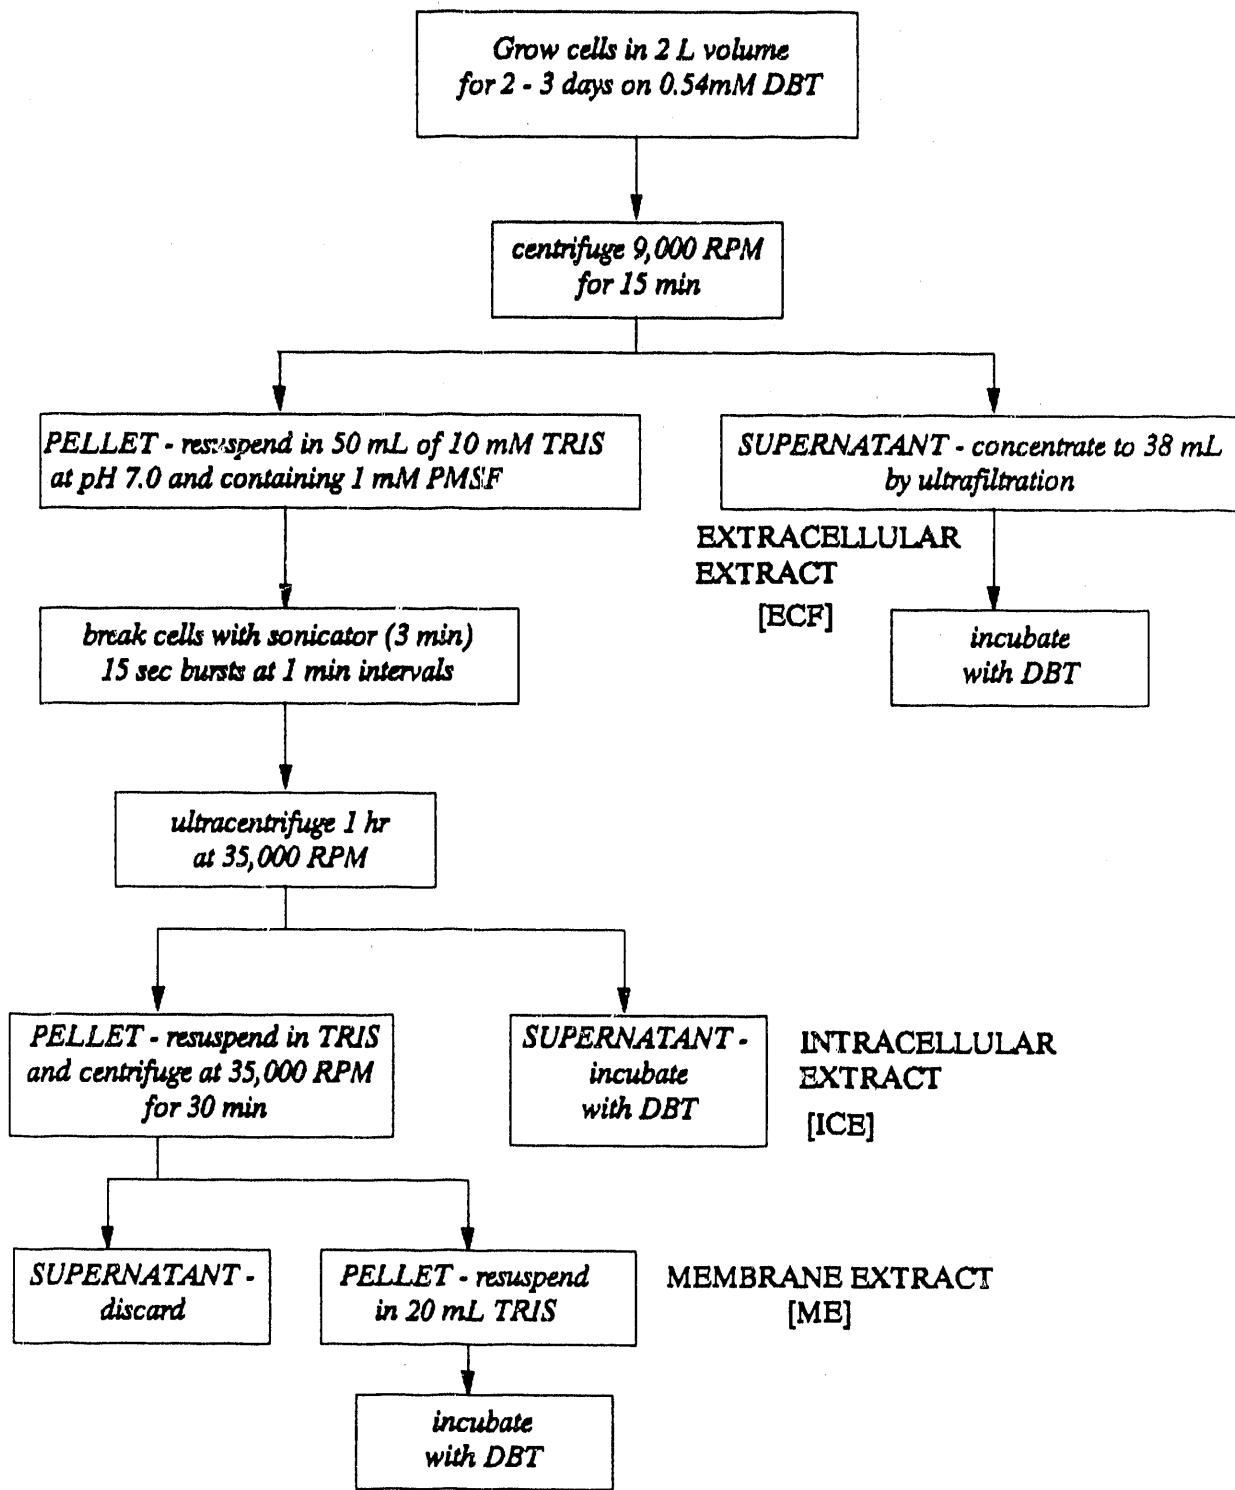 Grow cells in 2 L volume
for 2 - 3 days on 0.54mM DBT
centrifuge 9,000 RPM
for 15 min
PELLET - resuspend in 50 mL of 10 mM TRIS
at pH 7.0 and containing 1 mM PMSF
SUPERNATANT - concentrate to 38 mL
by ultrafiltration
EXTRACELLULAR
EXTRACT
[ECF]
incubate
with DBT
break cells with sonicator (3 min)
15 sec bursts at 1 min intervals
ultracentrifuge 1 hr
at 35,000 RPM
PELLET - resuspend in TRIS
and centrifuge at 35,000 RPM
for 30 min
SUPERNATANT -
incubate
with DBT
INTRACELLULAR
EXTRACT
[ICE]
SUPERNATANT -
discard
PELLET - resuspend
in 20 mL TRIS
MEMBRANE EXTRACT
[ME]
incubate
with DBT